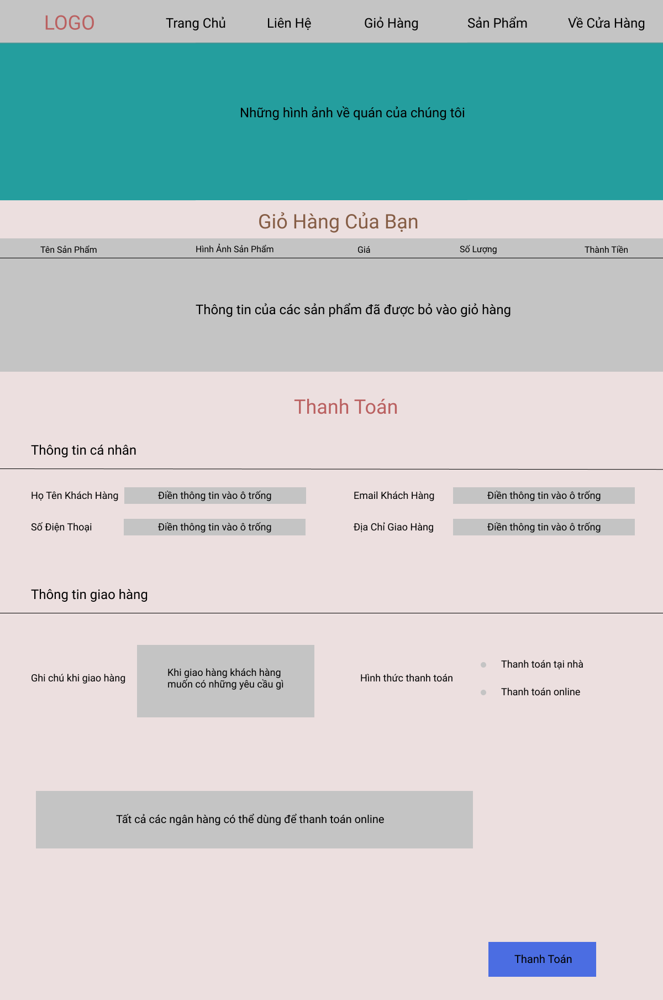 LOGO
Trang Chủ
Liên Hệ
Giỏ Hàng
Sản Phẩm
Về Cửa Hàng
Những hình ảnh về quán của chúng tôi
Giỏ Hàng Của Bạn
Tên Sản Phẩm
Hình Ảnh Sản Phẩm
Giá
Số Lượng
Thành Tiền
Thông tin của các sản phẩm đã được bỏ vào giỏ hàng
Thanh Toán
Thông tin cá nhân
Họ Tên Khách Hàng
Điền thông tin vào ô trống
Email Khách Hàng
Điền thông tin vào ô trống
Số Điện Thoại
Điền thông tin vào ô trống
Địa Chỉ Giao Hàng
Điền thông tin vào ô trống
Thông tin giao hàng
Ghi chú khi giao hàng
Khi giao hàng khách hàng
muốn có những yêu cầu gì
Hình thức thanh toán
Thanh toán tại nhà
Thanh toán online
Tất cả các ngân hàng có thể dùng để thanh toán online
Thanh Toán